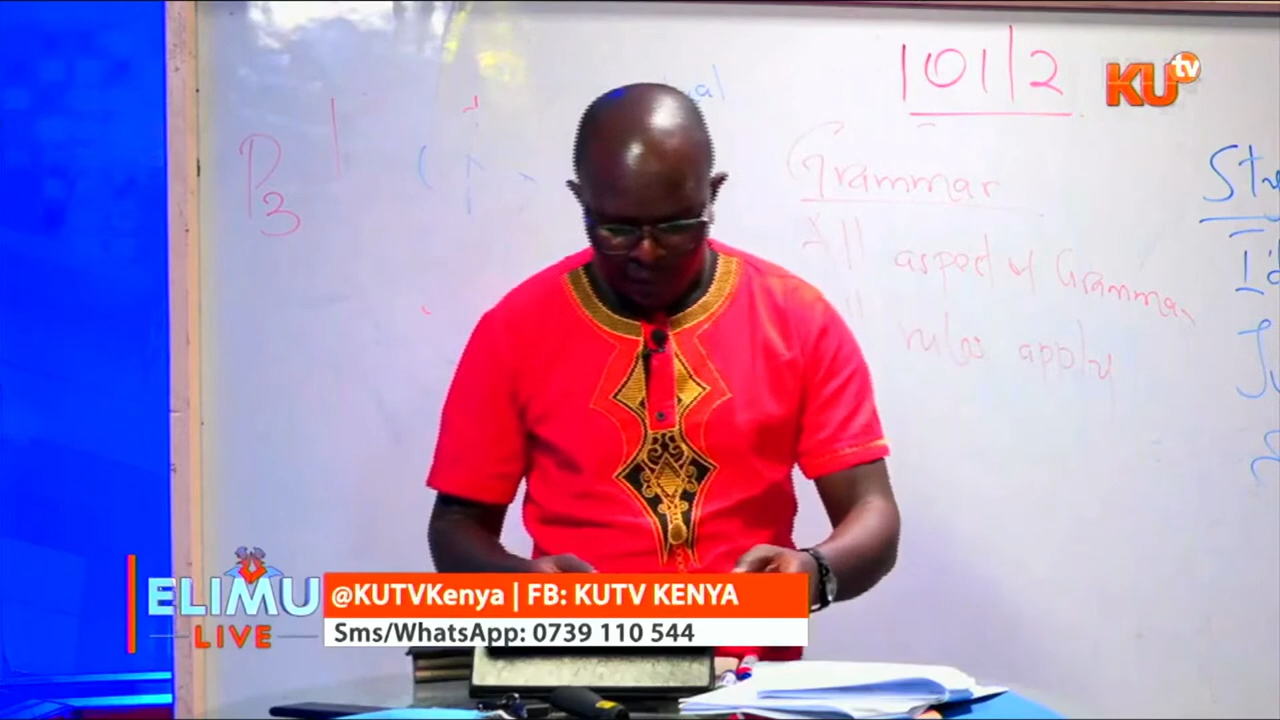 101/2
KU tv
P3
Grammar
All aspect of Grammar
rules apply
ELIMU
LIVE
@KUTVKenya | FB: KUTV KENYA
Sms/WhatsApp: 0739 110 544